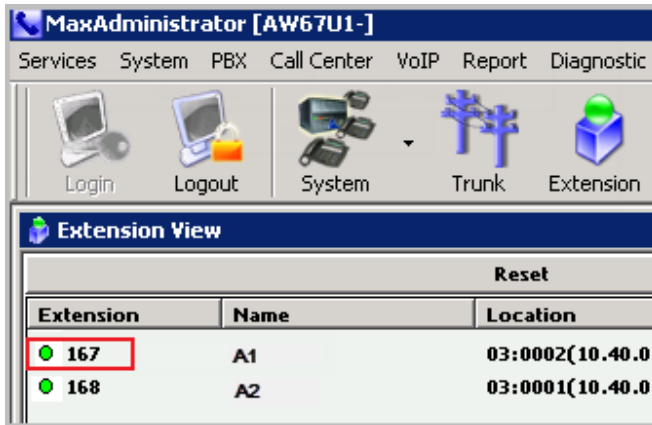 MaxAdministrator [AW67U1-]
Services System PBX Call Center VoIP Report Diagnostic
Login Logout System Trunk Extension
Extension View
Reset
Extension Name Location
167 A1 03:0002(10.40.0
168 A2 03:0001(10.40.0